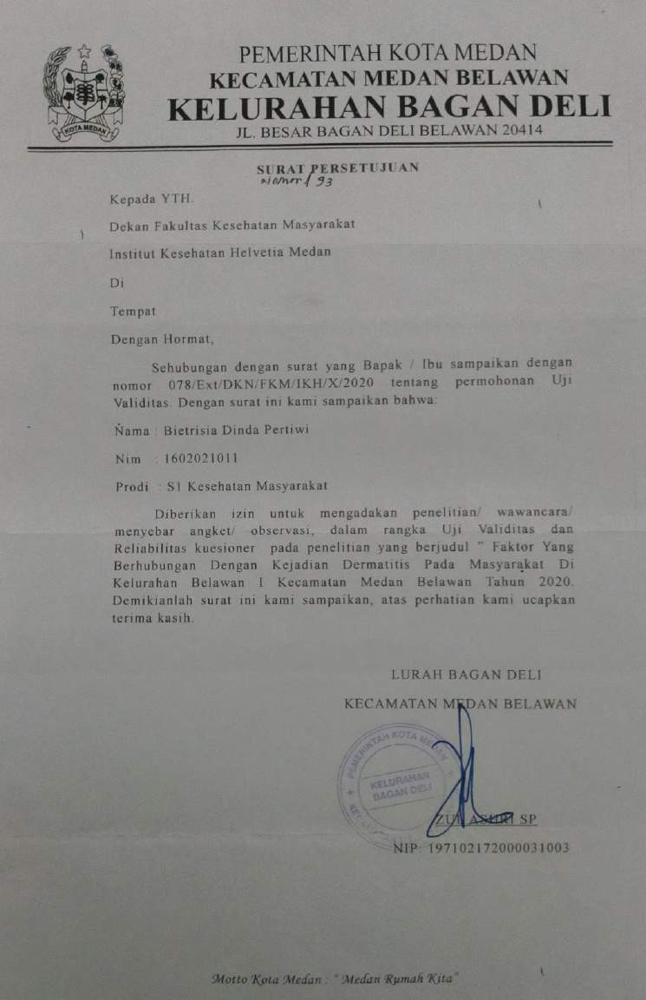 PEMERINTAH KOTA MEDAN
KECAMATAN MEDAN BELAWAN
KELURAHAN BAGAN DELI
JL. BESAR BAGAN DELI BELAWAN 20414
KOTA MEDAN
SURAT PERSETUJUAN
Nomor / 93
Kepada YTH.
Dekan Fakultas Kesehatan Masyarakat
Institut Kesehatan Helvetia Medan
Di
Tempat
Dengan Hormat,
Sehubungan dengan surat yang Bapak / Ibu sampaikan dengan
nomor 078/Ext/DKN/FKM/IKH/X/2020 tentang permohonan Uji
Validitas. Dengan surat ini kami sampaikan bahwa:
Nama : Bietrisia Dinda Pertiwi
Nim : 1602021011
Prodi : S1 Kesehatan Masyarakat
Diberikan izin untuk mengadakan penelitian/ wawancara/
menyebar angket/ observasi, dalam rangka Uji Validitas dan
Reliabilitas kuesioner pada penelitian yang berjudul " Faktor Yang
Berhubungan Dengan Kejadian Dermatitis Pada Masyarakat Di
Kelurahan Belawan I Kecamatan Medan Belawan Tahun 2020.
Demikianlah surat ini kami sampaikan, atas perhatian kami ucapkan
terima kasih.
LURAH BAGAN DELI
KECAMATAN MEDAN BELAWAN
PEMERINTAH KOTA MEDAN
KELURAHAN
BAGAN DELI
SP
NIP: 197102172000031003
Motto Kota Medan : " Medan Rumah Kita"